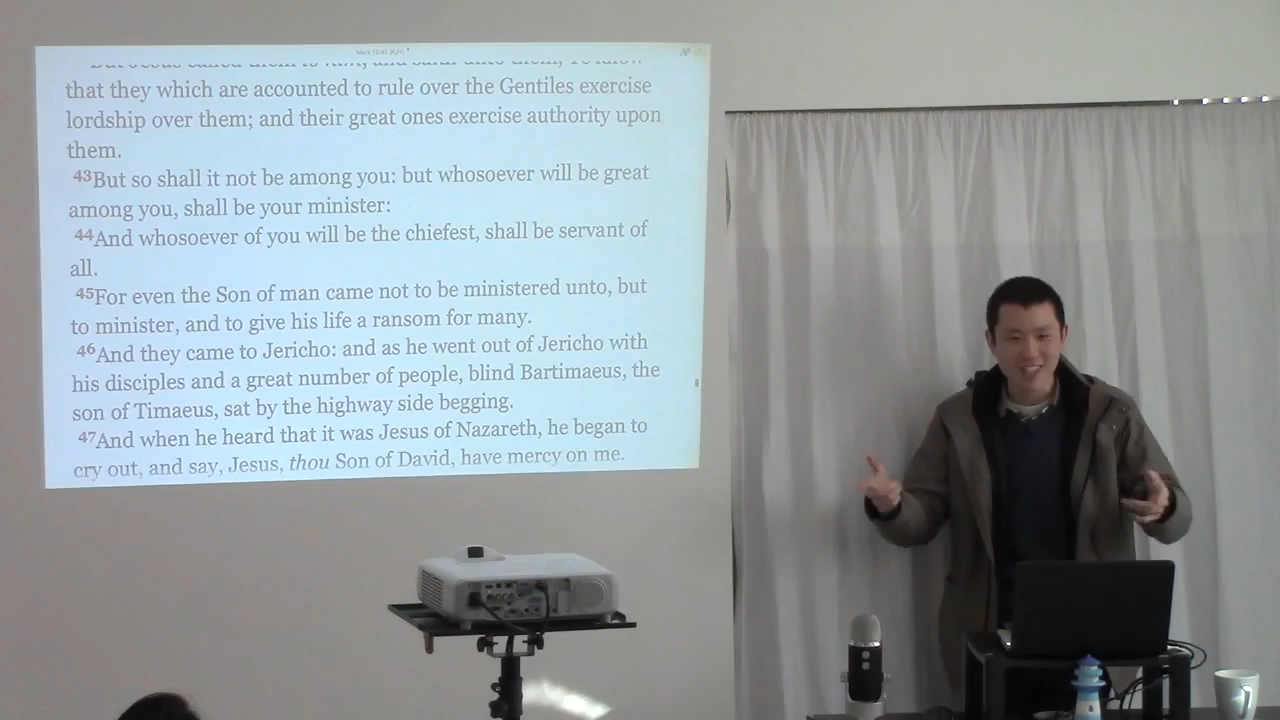 that they which are accounted to rule over the Gentiles exercise
lordship over them; and their great ones exercise authority upon
them.
43But so shall it not be among you: but whosoever will be great
among you, shall be your minister:
44And whosoever of you will be the chiefest, shall be servant of
all.
45For even the Son of man came not to be ministered unto, but
to minister, and to give his life a ransom for many.
46And they came to Jericho: and as he went out of Jericho with
his disciples and a great number of people, blind Bartimaeus, the
son of Timaeus, sat by the highway side begging.
47And when he heard that it was Jesus of Nazareth, he began to
cry out, and say, Jesus, thou Son of David, have mercy on me.